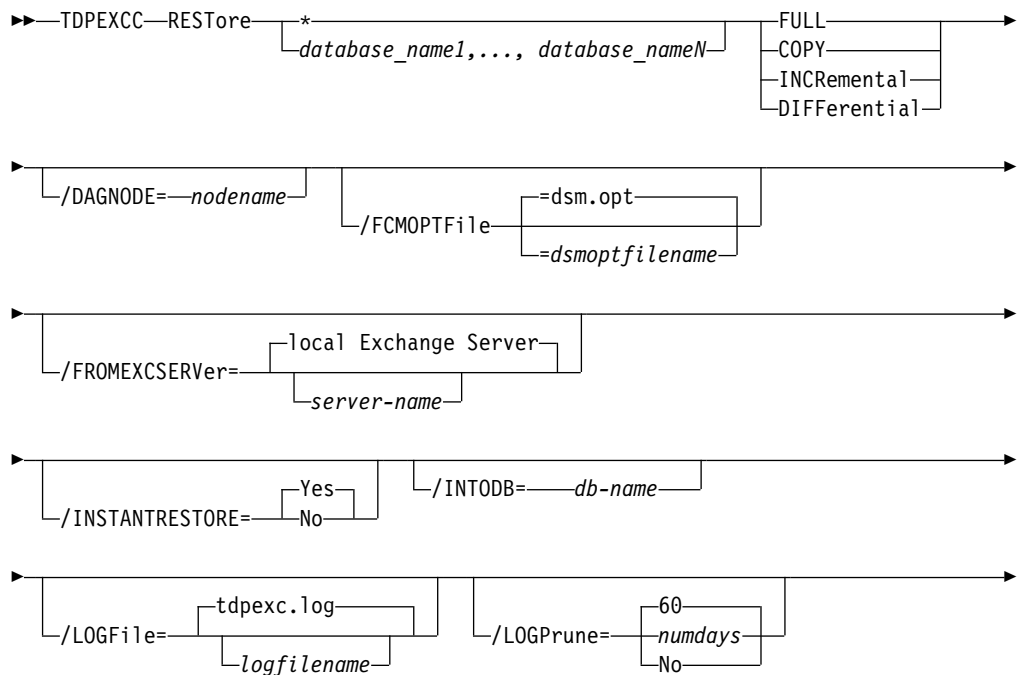 TDPEXCC RESTore * FULL
database_name1,..., database_nameN COPY
INCRemental
DIFFerential
/DAGNODE= nodename =dsm.opt
/FCMOPTFile
=dsmoptfilename
local Exchange Server
/FROMEXCSERVer=
server-name
Yes /INTODB= db-name
/INSTANTRESTORE= No
tdpexc.log 60
/LOGFile= /LOGPrune= numdays
logfilename No